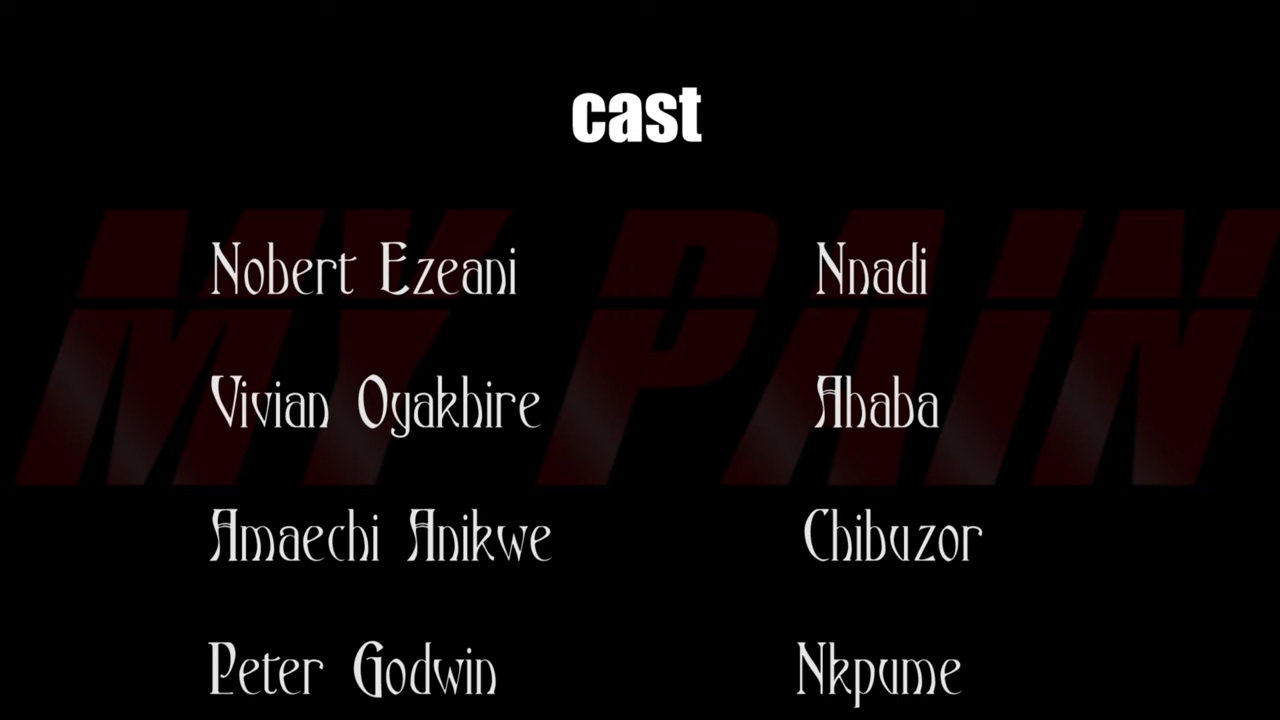 cast
MY PAIN
Nobert Ezeani Nnadi
Vivian Oyakhire Ahaba
Amaechi Anikwe Chibuzor
Peter Godwin Nkpume